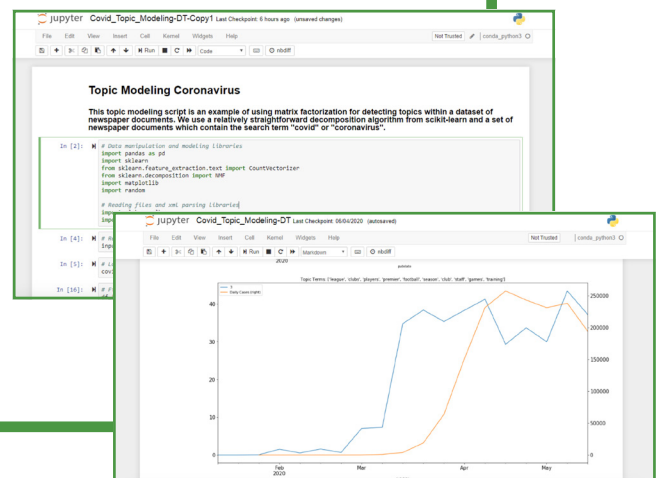 jupyter Covid_Topic_Modeling-DT-Copy1 Last Checkpoint: 6 hours ago (unsaved changes)
File Edit View Insert Cell Kernel Widgets Help
Not Trusted conda_python3
Run Code nbdiff
Topic Modeling Coronavirus
This topic modeling script is an example of using matrix factorization for detecting topics within a dataset of
newspaper documents. We use a relatively straightforward decomposition algorithm from scikit-learn and a set of
newspaper documents which contain the search term "covid" or "coronavirus".
In [2]: # Data manipulation and modeling libraries
import pandas as pd
import sklearn
from sklearn.feature_extraction.text import CountVectorizer
from sklearn.decomposition import NMF
import matplotlib
import random
# Reading files and xml parsing libraries
In [4]:
In [5]:
In [16]:
jupyter Covid_Topic_Modeling-DT Last Checkpoint: 06/04/2020 (autosaved)
File Edit View Insert Cell Kernel Widgets Help
Not Trusted conda_python3
Run Markdown nbdiff
2020
Topic Terms: ['league', 'clubs', 'players', 'premier', 'football', 'season', 'club', 'staff', 'games', 'training']
Daily Cases (right)
40
30
20
10
0
250000
200000
150000
100000
50000
0
Feb Mar Apr May
2020